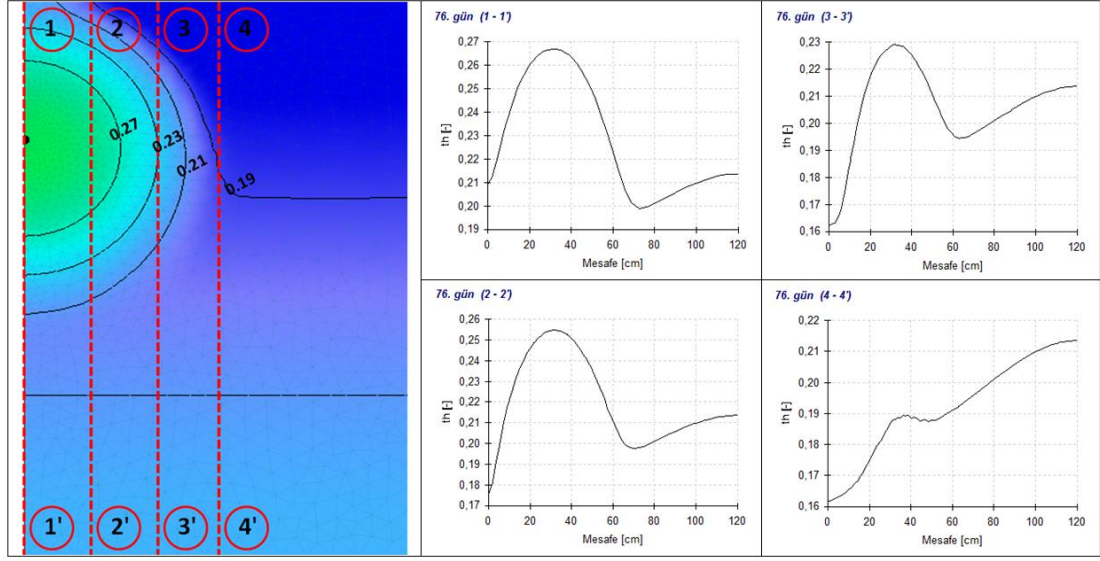 1 2 3 4
0.27
0.23
0.21
0.19
1' 2' 3' 4'
76. gün (1 - 1')
0,27
0,26
0,25
0,24
0,23
0,22
0,21
0,20
0,19
th [-]
0 20 40 60 80 100 120
Mesafe [cm]
76. gün (3 - 3')
0,23
0,22
0,21
0,20
0,19
0,18
0,17
0,16
th [-]
0 20 40 60 80 100 120
Mesafe [cm]
76. gün (2 - 2')
0,26
0,25
0,24
0,23
0,22
0,21
0,20
0,19
0,18
0,17
th [-]
0 20 40 60 80 100 120
Mesafe [cm]
76. gün (4 - 4')
0,22
0,21
0,20
0,19
0,18
0,17
0,16
th [-]
0 20 40 60 80 100 120
Mesafe [cm]